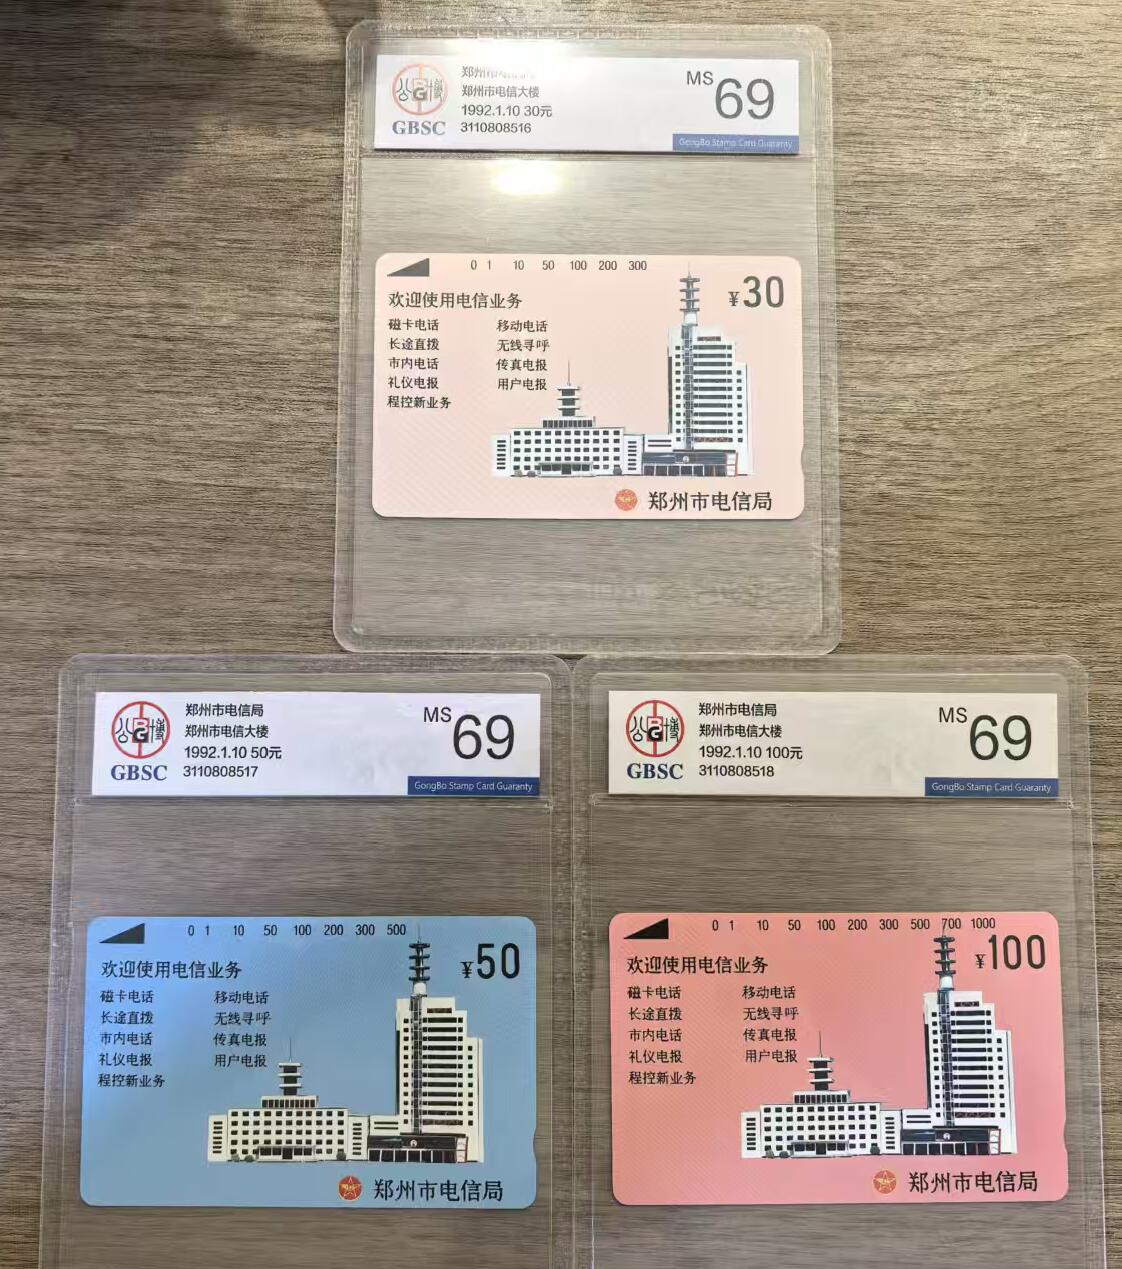 郑州市电信
郑州市电信大楼
1992.1.10 30元
3110808516
GBSC
MS 69
GongBo Stamp Card Guaranty
0 1 10 50 100 200 300
¥30
欢迎使用电信业务
磁卡电话 移动电话
长途直拨 无线寻呼
市内电话 传真电报
礼仪电报 用户电报
程控新业务
郑州市电信局
公博
BG
郑州市电信局
郑州市电信大楼
1992.1.10 50元
3110808517
GBSC
MS 69
GongBo Stamp Card Guaranty
0 1 10 50 100 200 300 500
¥50
欢迎使用电信业务
磁卡电话 移动电话
长途直拨 无线寻呼
市内电话 传真电报
礼仪电报 用户电报
程控新业务
郑州市电信局
公博
BG
郑州市电信局
郑州市电信大楼
1992.1.10 100元
3110808518
GBSC
MS 69
GongBo Stamp Card Guaranty
0 1 10 50 100 200 300 500 700 1000
¥100
欢迎使用电信业务
磁卡电话 移动电话
长途直拨 无线寻呼
市内电话 传真电报
礼仪电报 用户电报
程控新业务
郑州市电信局